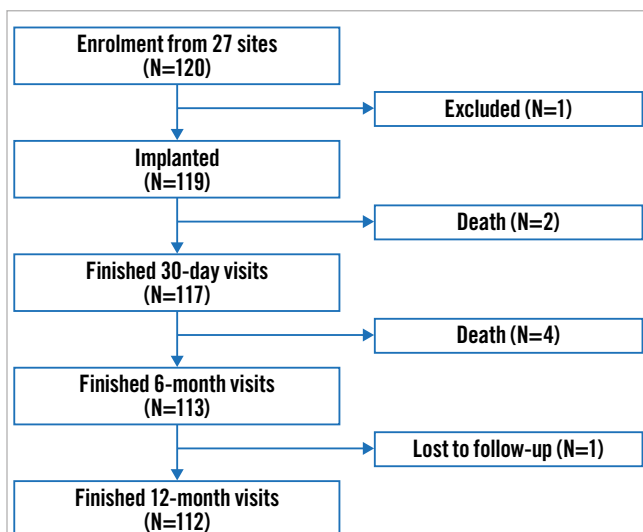 Enrolment from 27 sites
(N=120)
Excluded (N=1)
Implanted
(N=119)
Death (N=2)
Finished 30-day visits
(N=117)
Death (N=4)
Finished 6-month visits
(N=113)
Lost to follow-up (N=1)
Finished 12-month visits
(N=112)